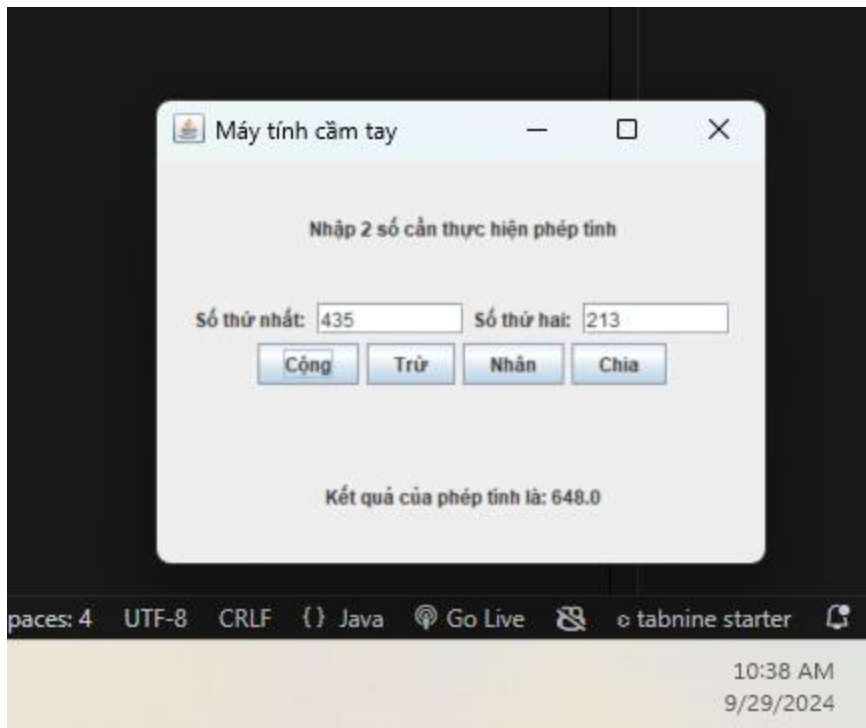 Máy tính cầm tay
Nhập 2 số cần thực hiện phép tính
Số thứ nhất: 435 Số thứ hai: 213
Cộng Trừ Nhân Chia
Kết quả của phép tính là: 648.0
paces: 4 UTF-8 CRLF {} Java Go Live tabnine starter
10:38 AM
9/29/2024